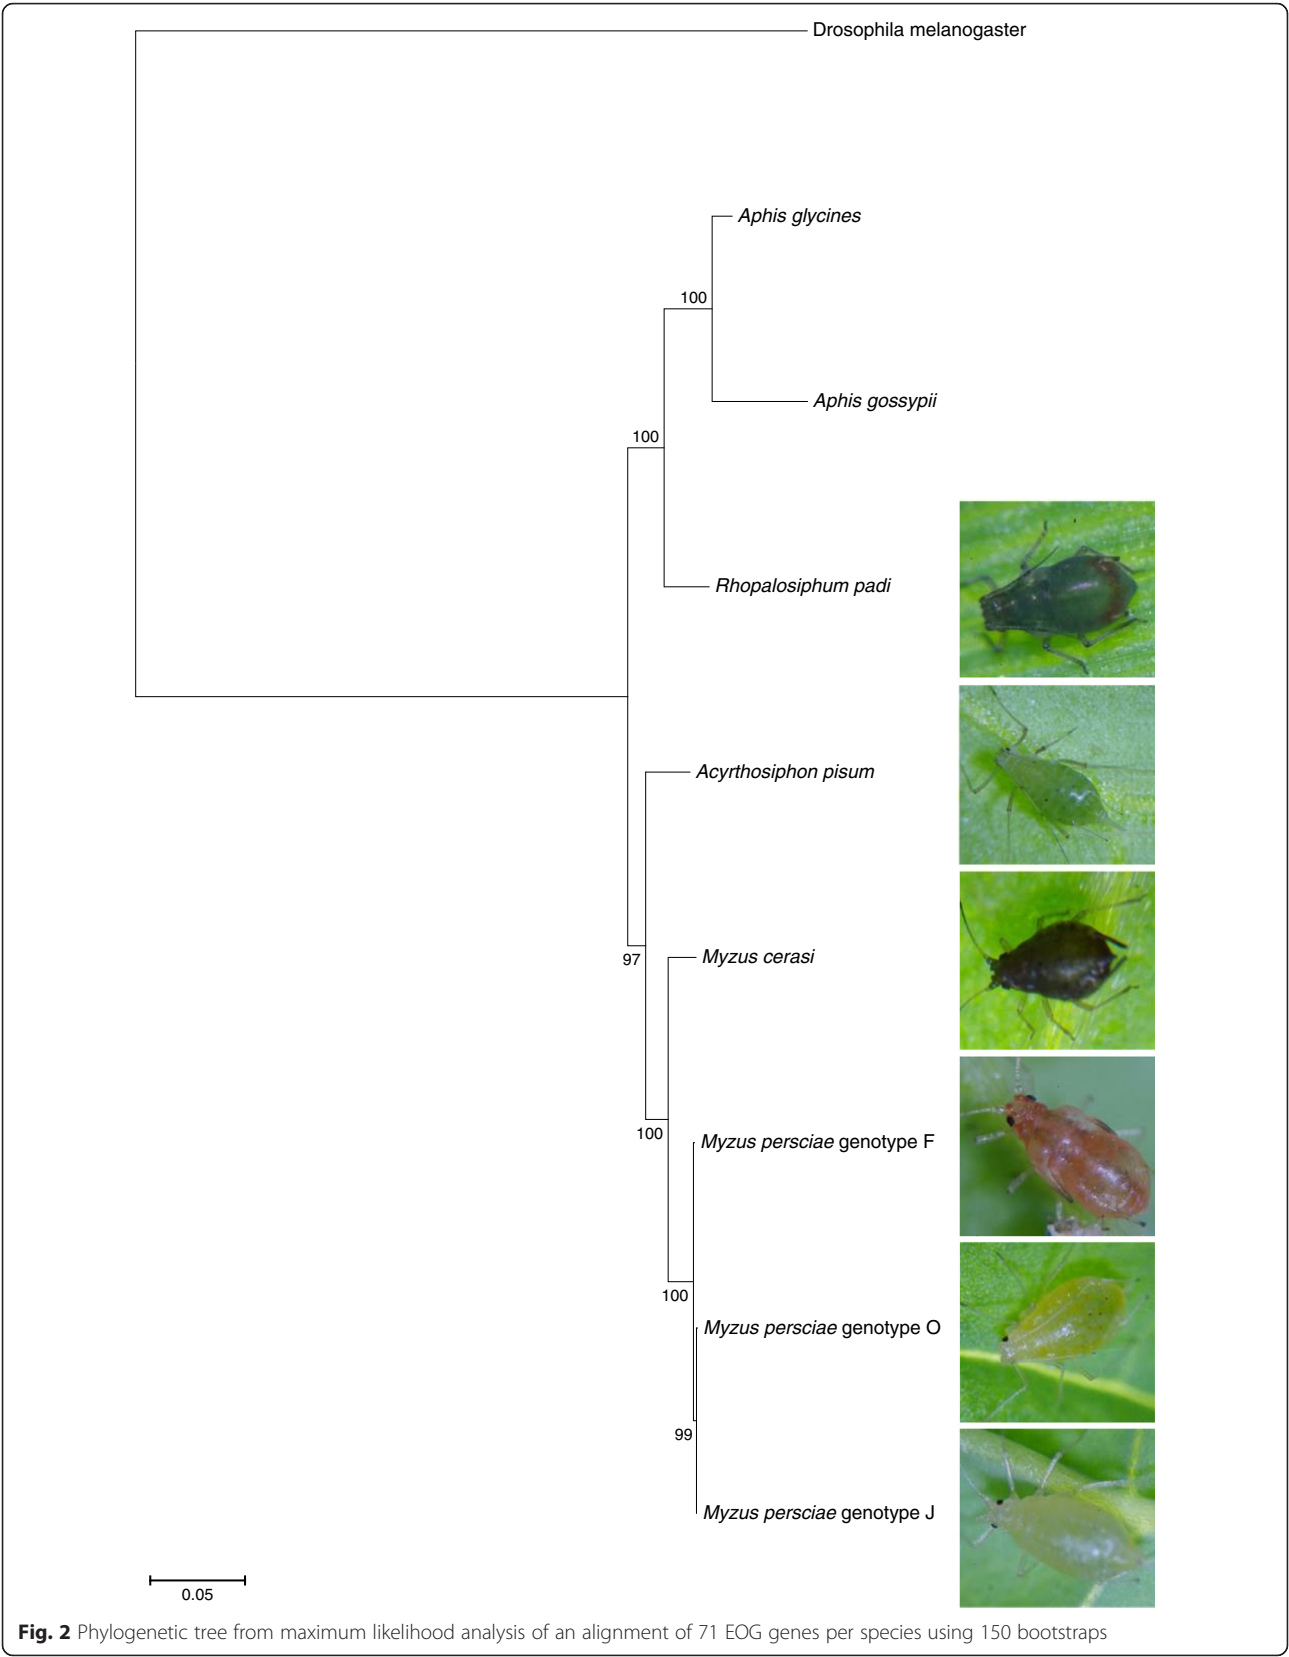 Drosophila melanogaster
Aphis glycines
100
Aphis gossypii
100
Rhopalosiphum padi
Acyrthosiphon pisum
97
Myzus cerasi
100
Myzus persciae genotype F
100
Myzus persciae genotype O
99
Myzus persciae genotype J
0.05
Fig. 2 Phylogenetic tree from maximum likelihood analysis of an alignment of 71 EOG genes per species using 150 bootstraps